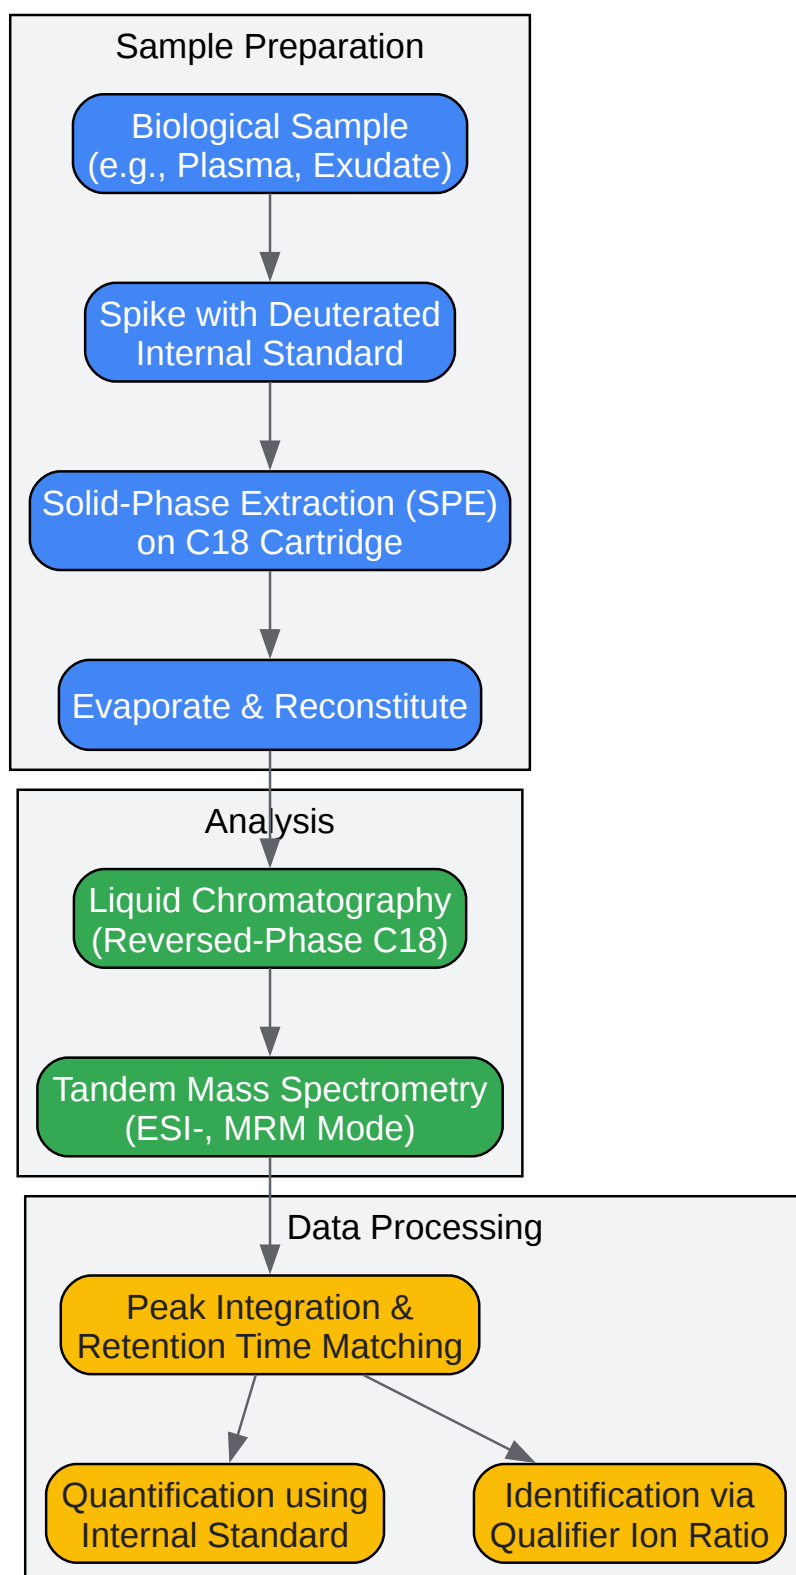 Sample Preparation
Biological Sample
(e.g., Plasma, Exudate)
Spike with Deuterated
Internal Standard
Solid-Phase Extraction (SPE)
on C18 Cartridge
Evaporate & Reconstitute
Analysis
Liquid Chromatography
(Reversed-Phase C18)
Tandem Mass Spectrometry
(ESI-, MRM Mode)
Data Processing
Peak Integration &
Retention Time Matching
Quantification using
Internal Standard
Identification via
Qualifier Ion Ratio